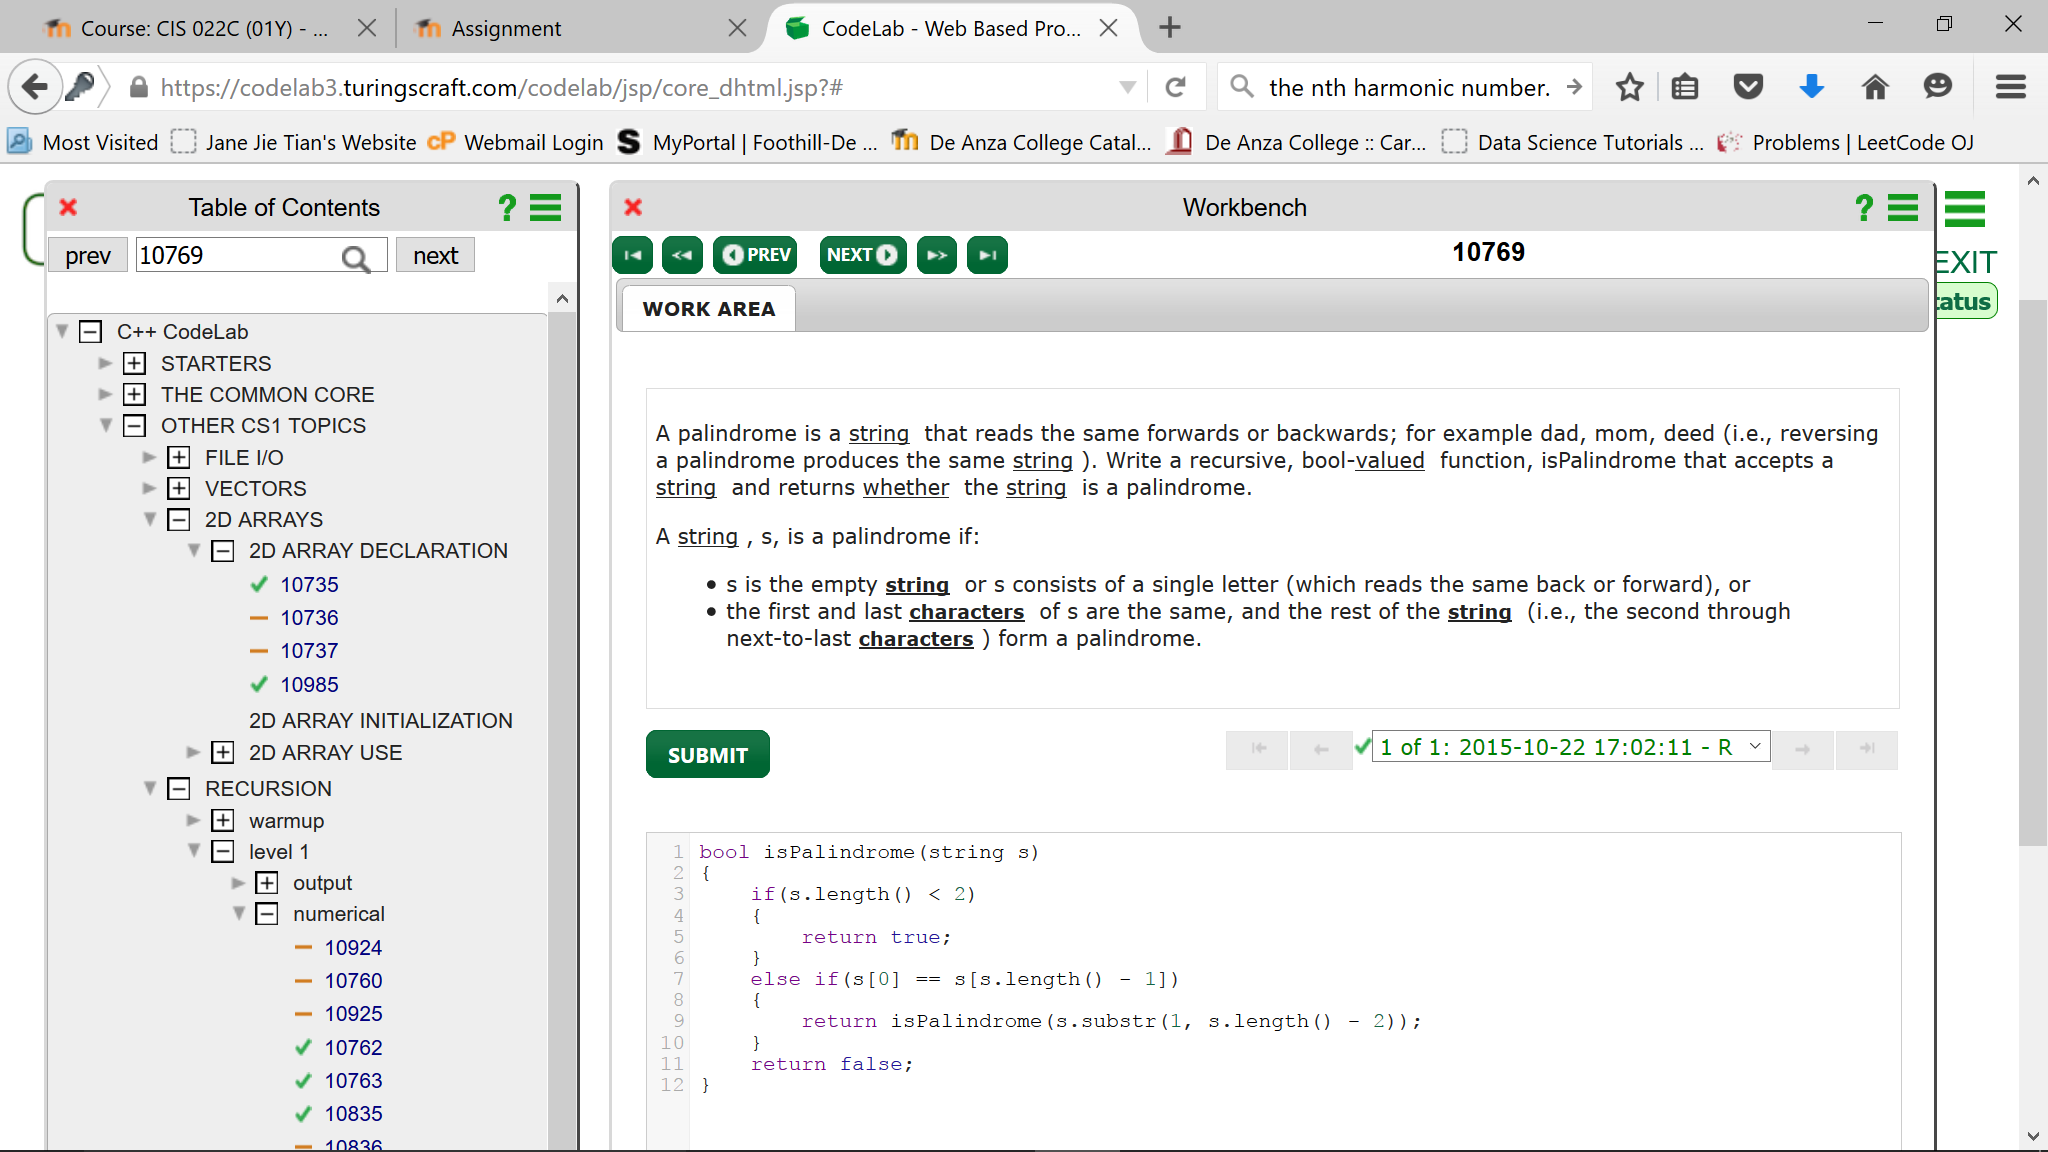 Course: CIS 022C (01Y) - ...
Assignment
CodeLab - Web Based Pro...
https://codelab3.turingscraft.com/codelab/jsp/core_dhtml.jsp?#
the nth harmonic number.
Most Visited
Jane Jie Tian's Website
cP Webmail Login
S MyPortal | Foothill-De ...
De Anza College Catal...
De Anza College :: Car...
Data Science Tutorials ...
Problems | LeetCode OJ
Table of Contents
?
prev
10769
next
C++ CodeLab
STARTERS
THE COMMON CORE
OTHER CS1 TOPICS
FILE I/O
VECTORS
2D ARRAYS
2D ARRAY DECLARATION
10735
10736
10737
10985
2D ARRAY INITIALIZATION
2D ARRAY USE
RECURSION
warmup
level 1
output
numerical
10924
10760
10925
10762
10763
10835
10836
Workbench
?
PREV
NEXT
10769
EXIT
tatus
WORK AREA
A palindrome is a string that reads the same forwards or backwards; for example dad, mom, deed (i.e., reversing
a palindrome produces the same string ). Write a recursive, bool-valued function, isPalindrome that accepts a
string and returns whether the string is a palindrome.
A string , s, is a palindrome if:
• s is the empty string or s consists of a single letter (which reads the same back or forward), or
• the first and last characters of s are the same, and the rest of the string (i.e., the second through
next-to-last characters ) form a palindrome.
SUBMIT
1 of 1: 2015-10-22 17:02:11 - R
1 bool isPalindrome(string s)
2 {
3 if(s.length() < 2)
4 {
5 return true;
6 }
7 else if(s[0] == s[s.length() - 1])
8 {
9 return isPalindrome(s.substr(1, s.length() - 2));
10 }
11 return false;
12 }